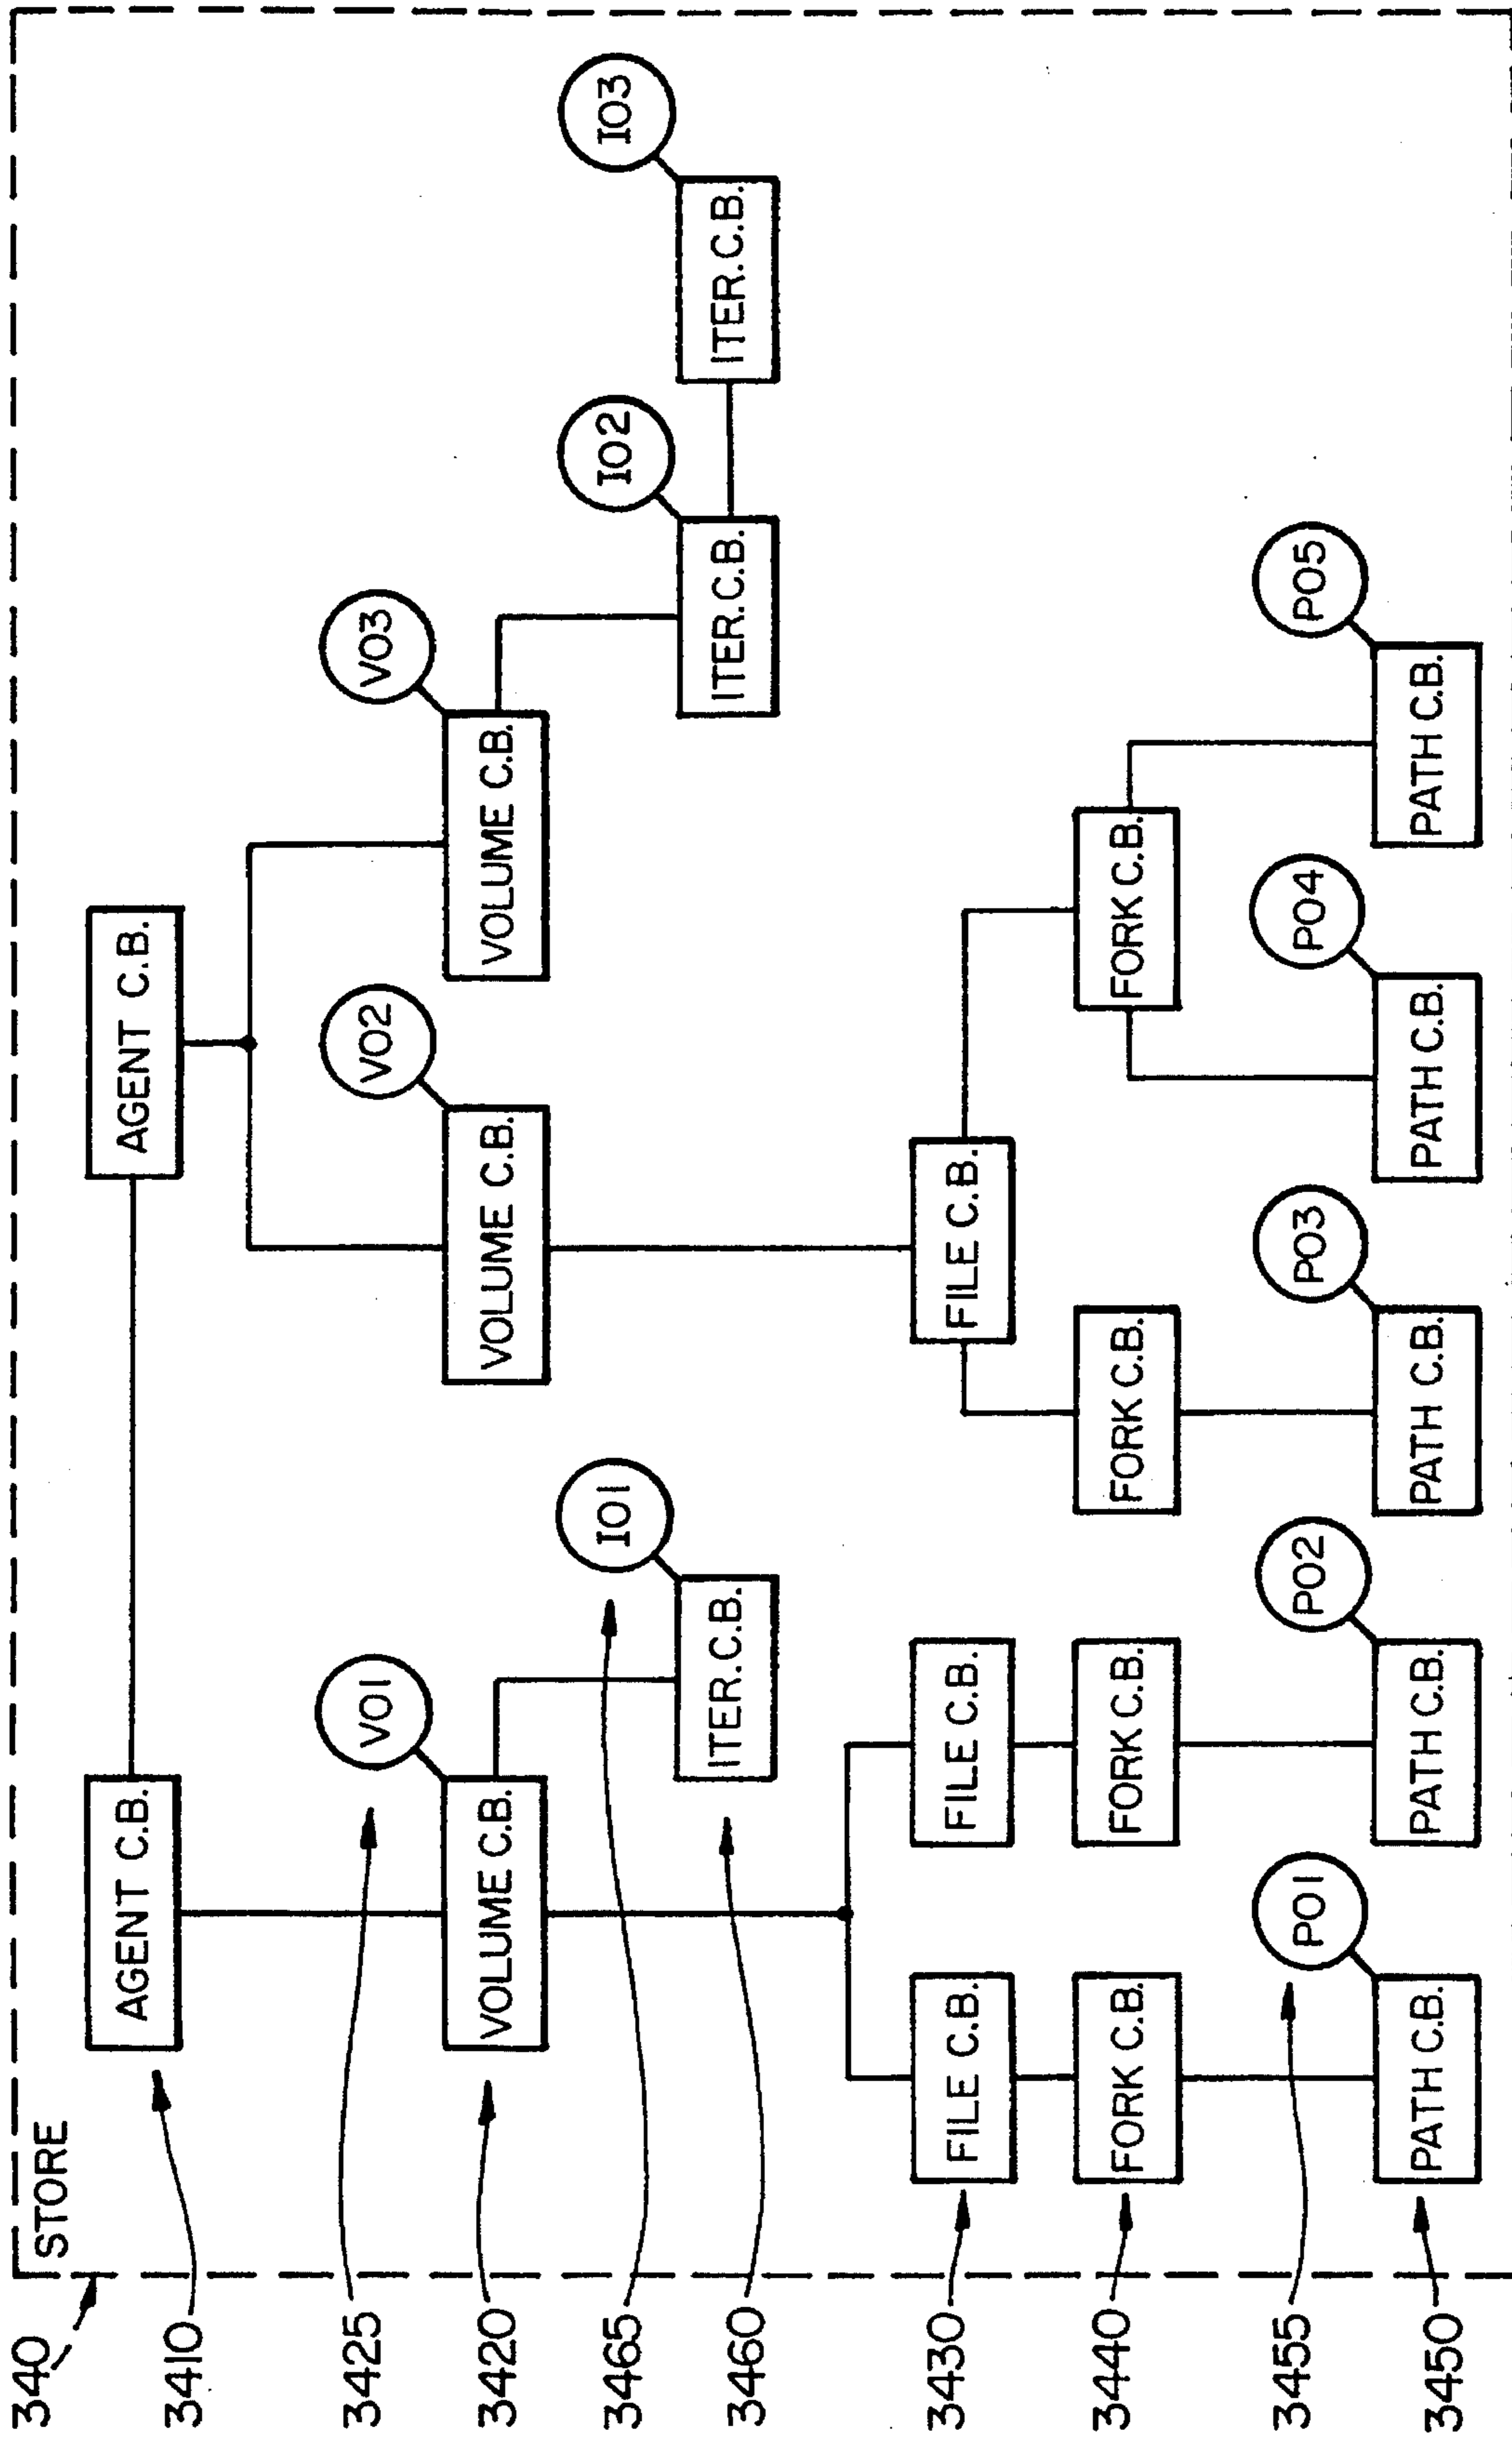 340
STORE
3410
AGENT C.B.
AGENT C.B.
3425
V01
V02
V03
3420
VOLUME C.B.
VOLUME C.B.
VOLUME C.B.
3465
I01
I02
I03
3460
ITER.C.B.
ITER.C.B.
ITER.C.B.
3430
FILE C.B.
FILE C.B.
FILE C.B.
3440
FORK C.B.
FORK C.B.
FORK C.B.
FORK C.B.
3455
P01
P02
P03
P04
P05
3450
PATH C.B.
PATH C.B.
PATH C.B.
PATH C.B.
PATH C.B.